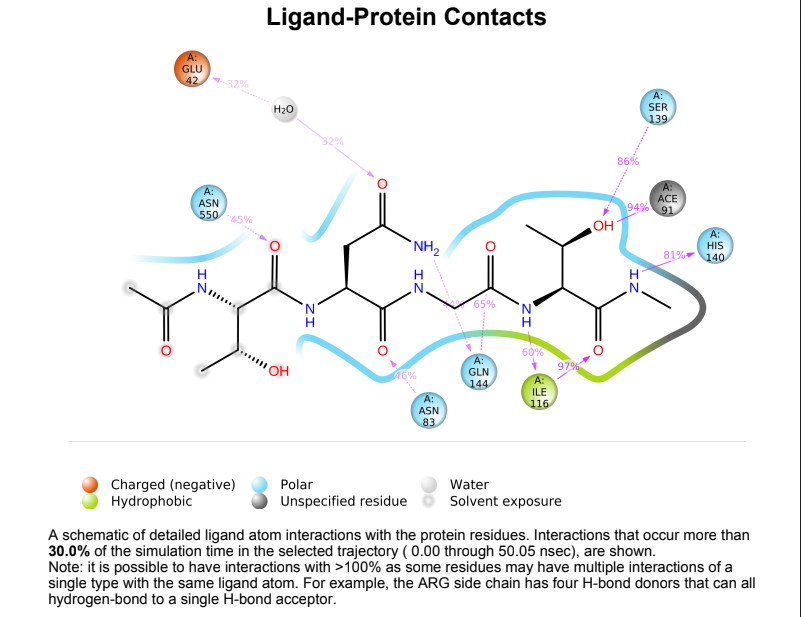 Ligand-Protein Contacts
A:
GLU
42
32%
H₂O
32%
A:
SER
139
86%
A:
ASN
550
45%
O
O
NH₂
O
OH
94%
A:
ACE
91
A:
HIS
140
81%
H
N
N
H
H
N
N
H
H
N
65%
O
O
O
OH
46%
A:
ASN
83
A:
GLN
144
60%
A:
ILE
116
97%
Charged (negative)
Polar
Water
Hydrophobic
Unspecified residue
Solvent exposure
A schematic of detailed ligand atom interactions with the protein residues. Interactions that occur more than
30.0% of the simulation time in the selected trajectory ( 0.00 through 50.05 nsec), are shown.
Note: it is possible to have interactions with >100% as some residues may have multiple interactions of a
single type with the same ligand atom. For example, the ARG side chain has four H-bond donors that can all
hydrogen-bond to a single H-bond acceptor.